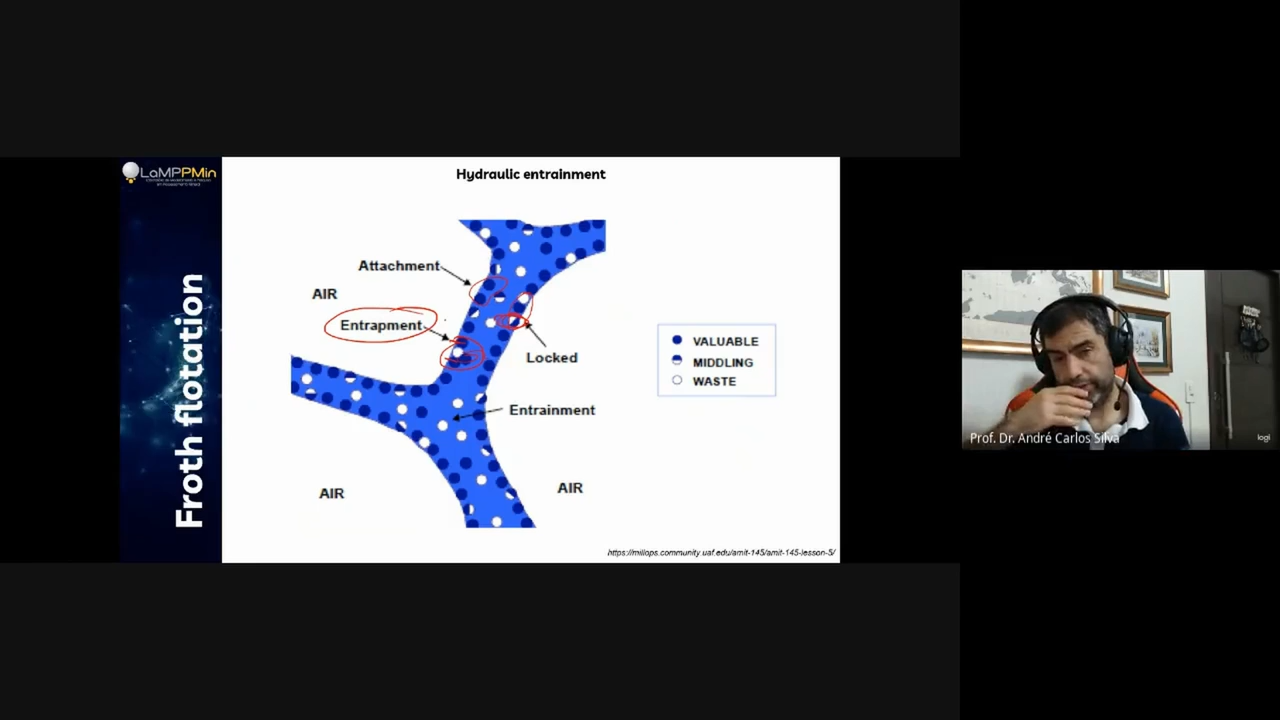 LaMPPMin
Hydraulic entrainment
Froth flotation
Attachment
AIR
Entrapment
Locked
VALUABLE
MIDDLING
WASTE
Entrainment
AIR
AIR
https://millops.community.uaf.edu/amit-145/amit-145-lesson-5/
Prof. Dr. André Carlos Silva
logi